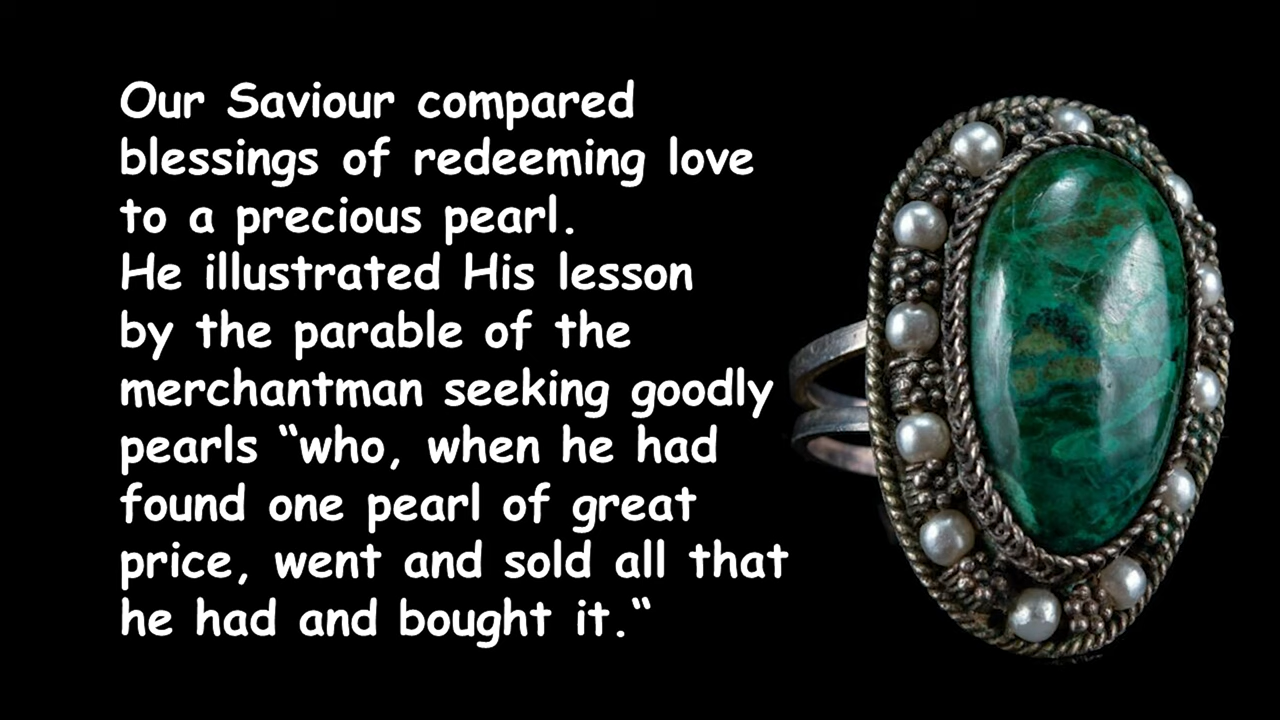 Our Saviour compared
blessings of redeeming love
to a precious pearl.
He illustrated His lesson
by the parable of the
merchantman seeking goodly
pearls “who, when he had
found one pearl of great
price, went and sold all that
he had and bought it.“